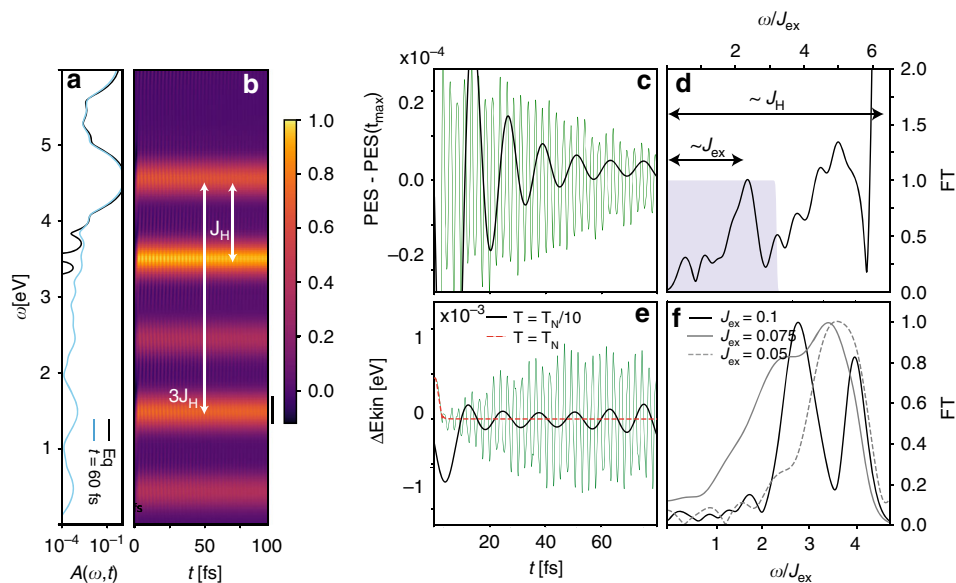 a
ω[eV]
5
4
3
2
1
Eq
t = 60 fs
10⁻⁴ 10⁻¹
A(ω,t)
b
J_H
3J_H
fs
0 50 100
t [fs]
1.0
0.8
0.6
0.4
0.2
0.0
×10⁻⁴
c
PES - PES(t_max)
0.2
0.0
−0.2
ω/J_ex
0 2 4 6
d
~ J_H
~J_ex
2.0
1.5
1.0
0.5
0.0
FT
×10⁻³
e
T = T_N/10
T = T_N
ΔEkin [eV]
1
0
−1
20 40 60
t [fs]
f
J_ex = 0.1
J_ex = 0.075
J_ex = 0.05
1.0
0.8
0.6
0.4
0.2
0.0
FT
1 2 3 4
ω/J_ex